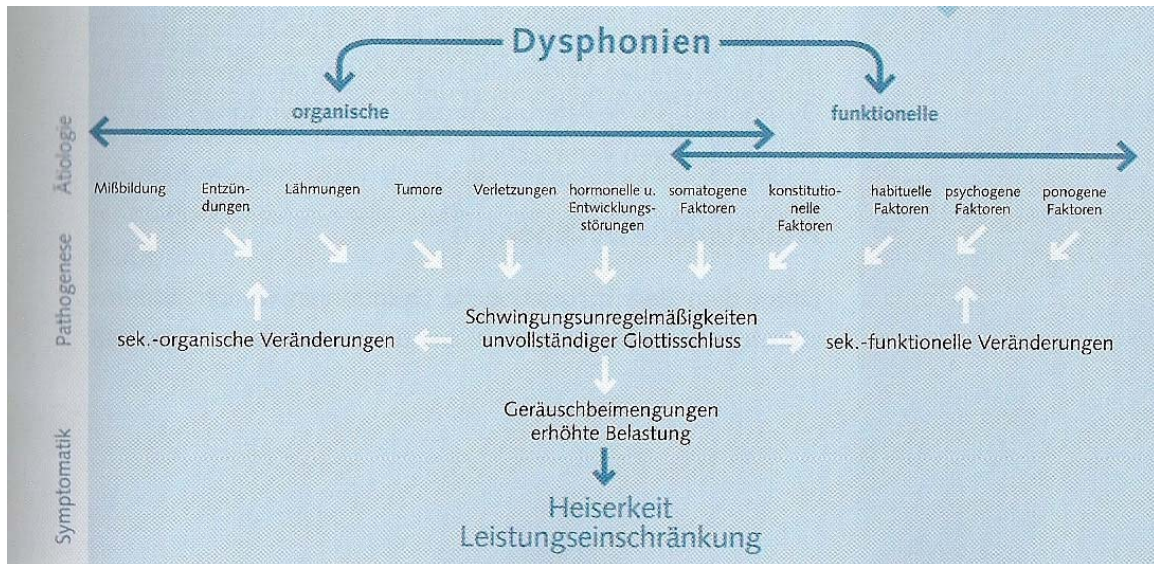 Dysphonien
organische
funktionelle
Ätiologie
Mißbildung
Entzün-
dungen
Lähmungen
Tumore
Verletzungen
hormonelle u.
Entwicklungs-
störungen
somatogene
Faktoren
konstitutio-
nelle
Faktoren
habituelle
Faktoren
psychogene
Faktoren
ponogene
Faktoren
Pathogenese
sek.-organische Veränderungen
Schwingungsunregelmäßigkeiten
unvollständiger Glottisschluss
sek.-funktionelle Veränderungen
Symptomatik
Geräuschbeimengungen
erhöhte Belastung
Heiserkeit
Leistungseinschränkung